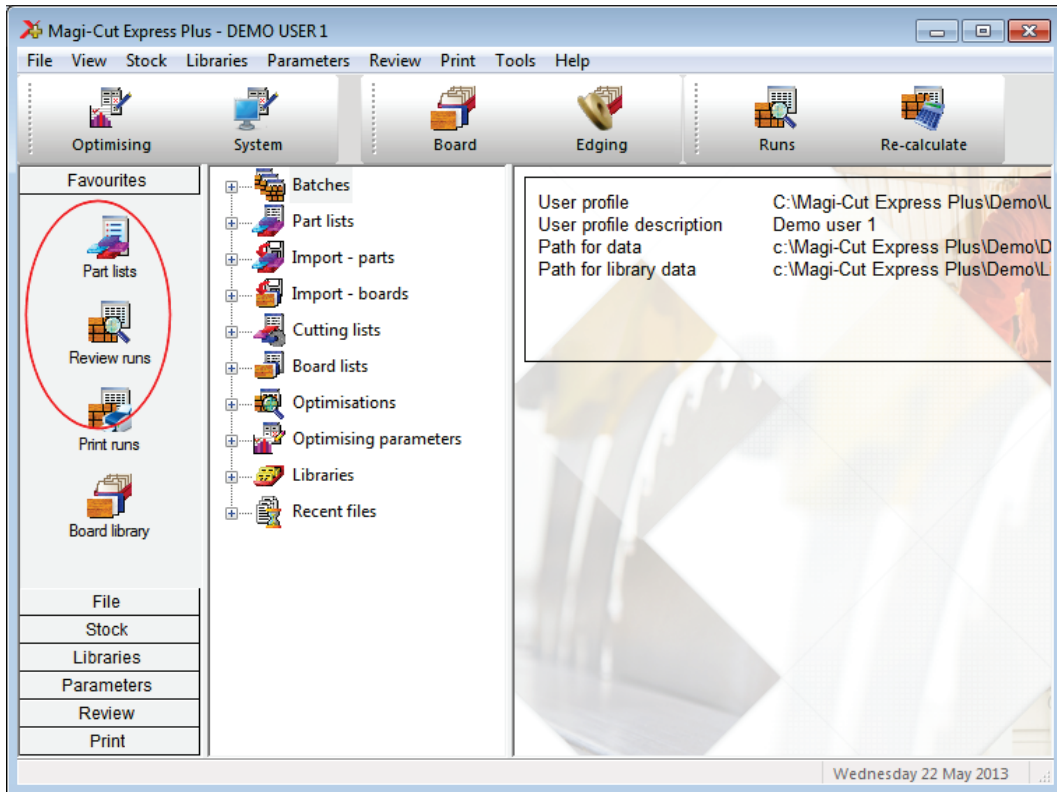 Magi-Cut Express Plus - DEMO USER 1
File View Stock Libraries Parameters Review Print Tools Help
Optimising System Board Edging Runs Re-calculate
Favourites
Part lists
Review runs
Print runs
Board library
File
Stock
Libraries
Parameters
Review
Print
Batches
Part lists
Import - parts
Import - boards
Cutting lists
Board lists
Optimisations
Optimising parameters
Libraries
Recent files
User profile C:\Magi-Cut Express Plus\Demo\U
User profile description Demo user 1
Path for data c:\Magi-Cut Express Plus\Demo\D
Path for library data c:\Magi-Cut Express Plus\Demo\L
Wednesday 22 May 2013